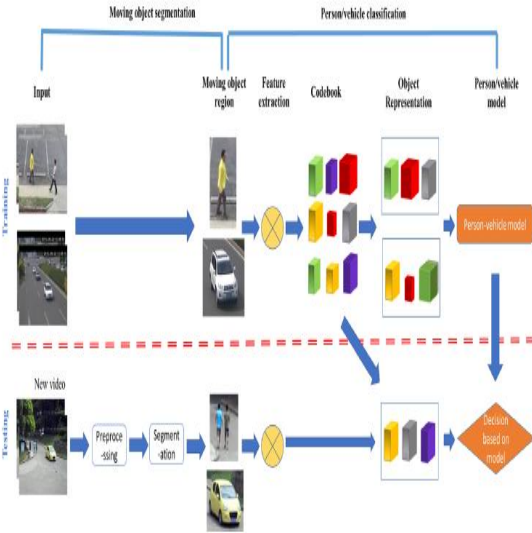 Moving object segmentation
Person/vehicle classification
Input
Moving object
region
Feature
extraction
Codebook
Object
Representation
Person/vehicle
model
Training
Person-vehicle model
Testing
New video
Preproce
-ssing
Segment
-ation
Decision
based on
model